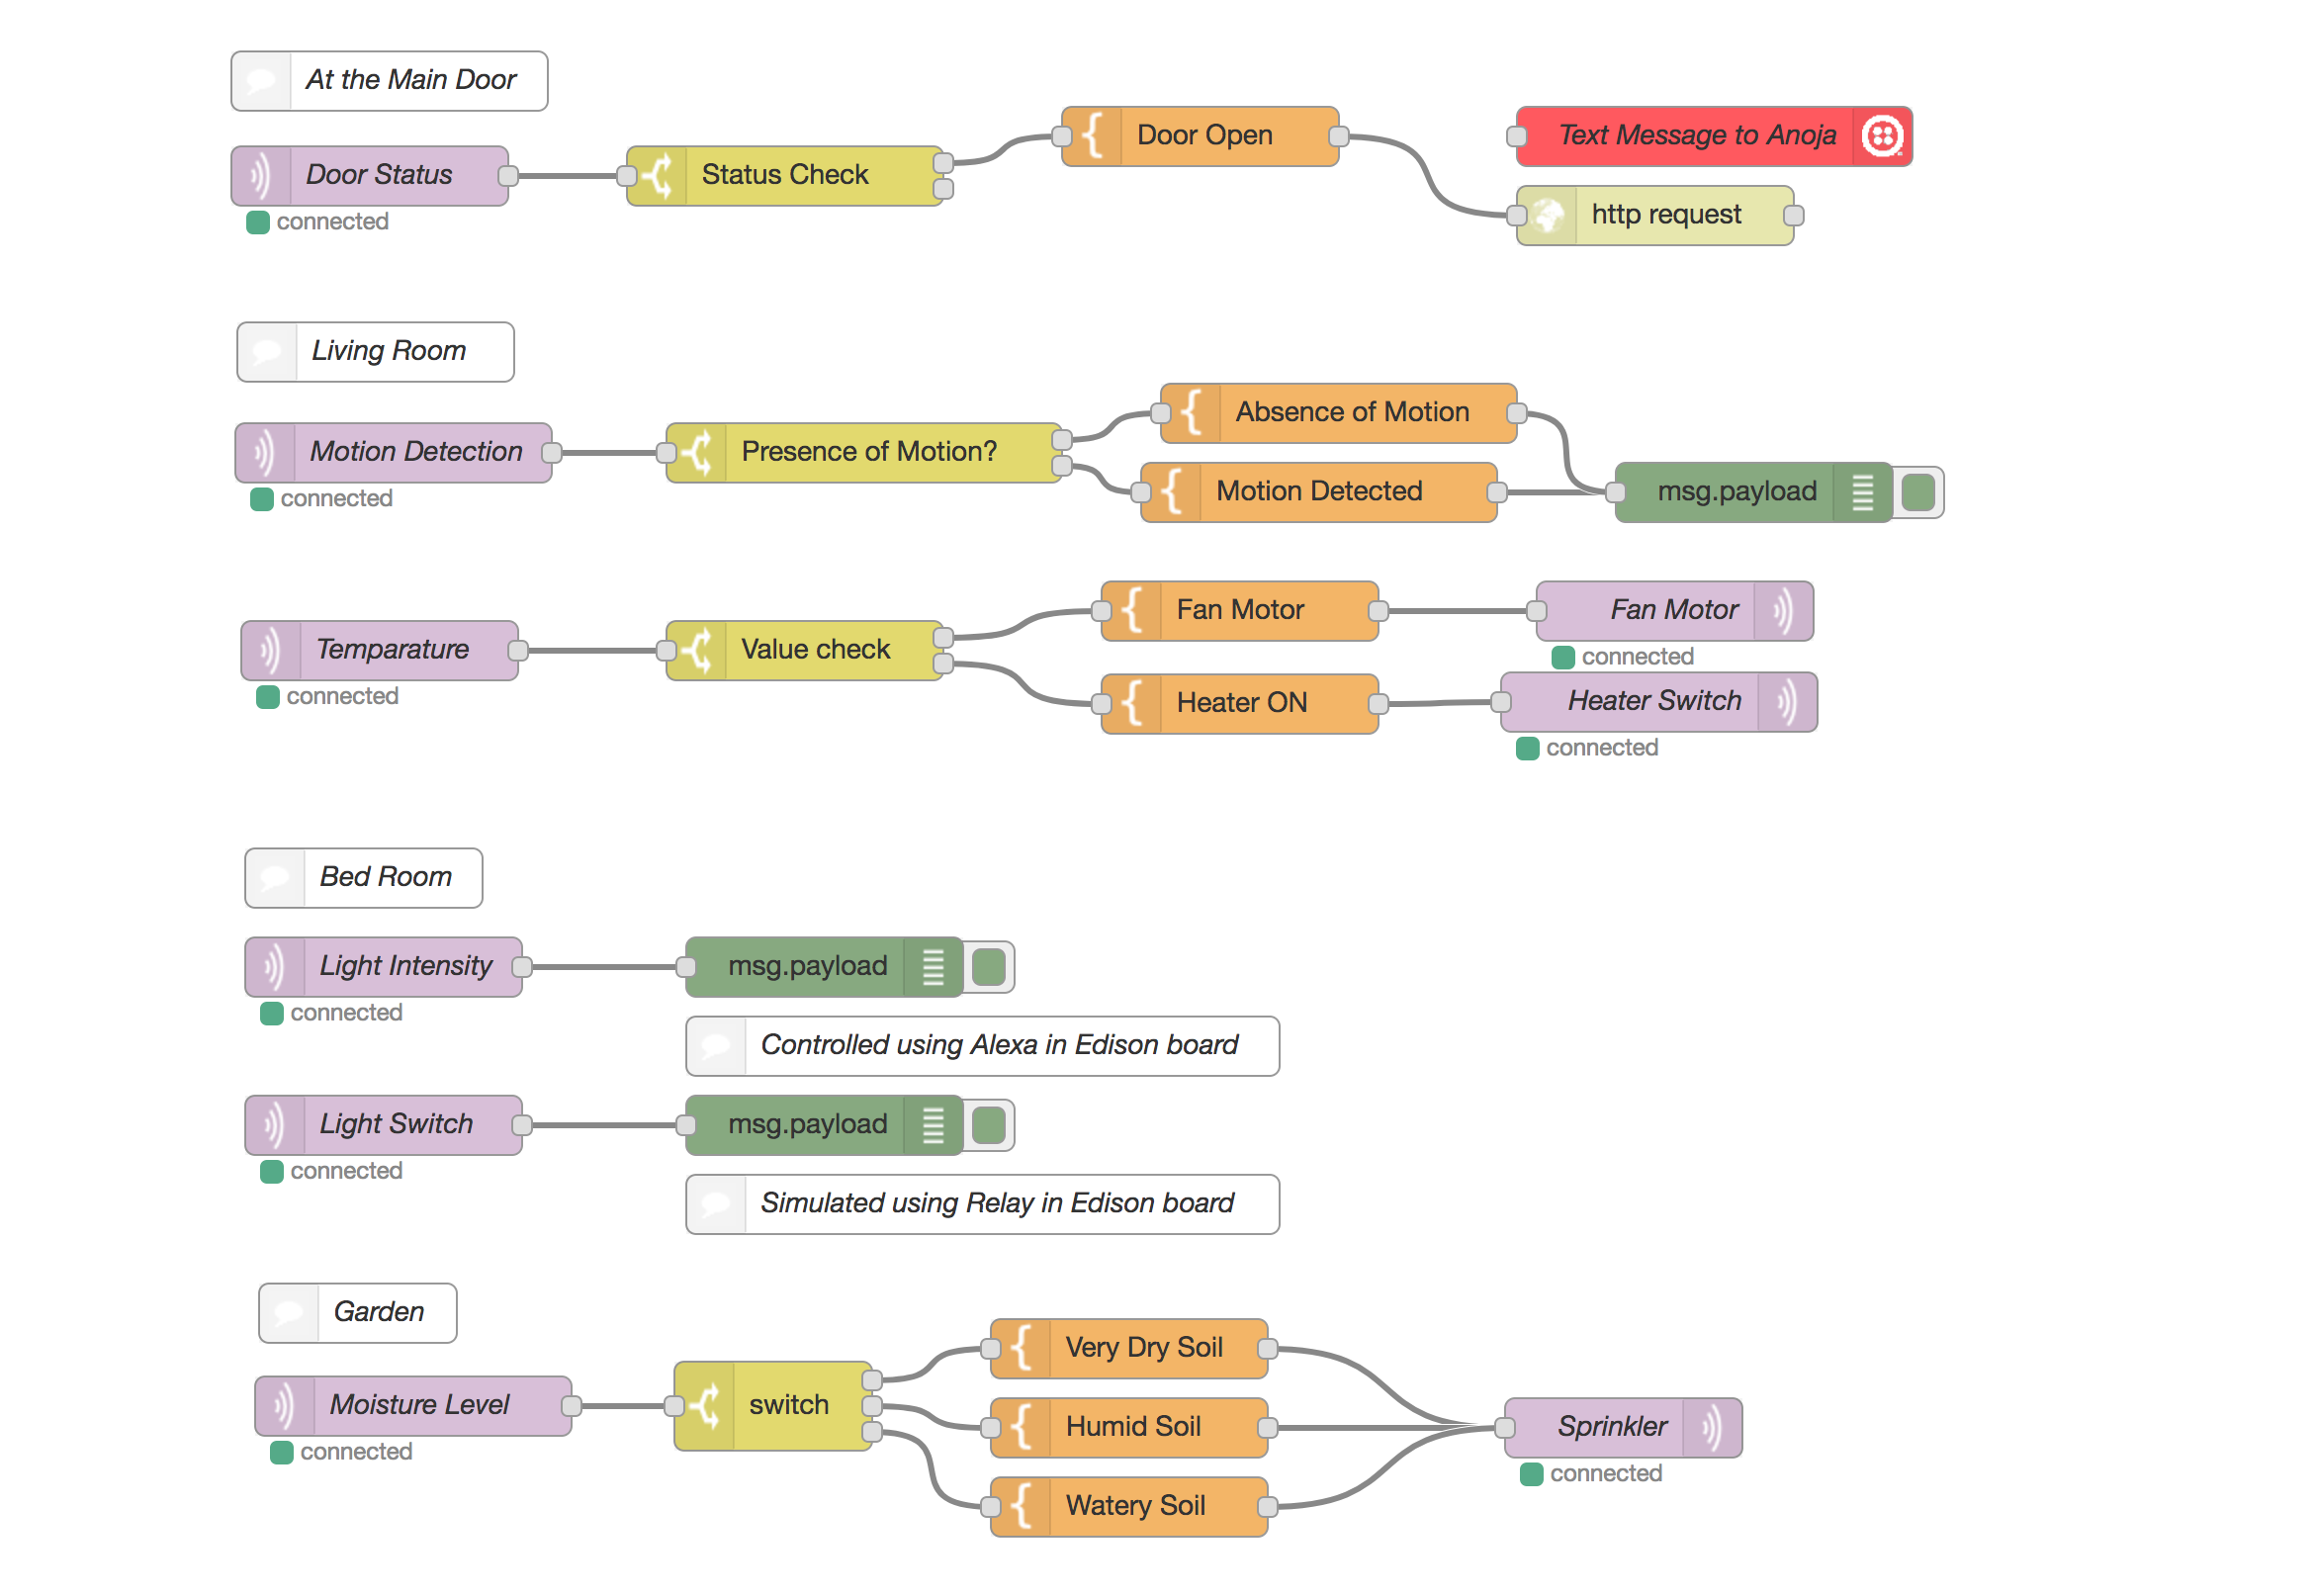 At the Main Door
Door Open
Text Message to Anoja
Door Status
Status Check
connected
http request
Living Room
Absence of Motion
Motion Detection
Presence of Motion?
connected
Motion Detected
msg.payload
Fan Motor
Fan Motor
Temparature
Value check
connected
connected
Heater ON
Heater Switch
connected
Bed Room
Light Intensity
msg.payload
connected
Controlled using Alexa in Edison board
Light Switch
msg.payload
connected
Simulated using Relay in Edison board
Garden
Very Dry Soil
Moisture Level
switch
Humid Soil
Sprinkler
connected
connected
Watery Soil